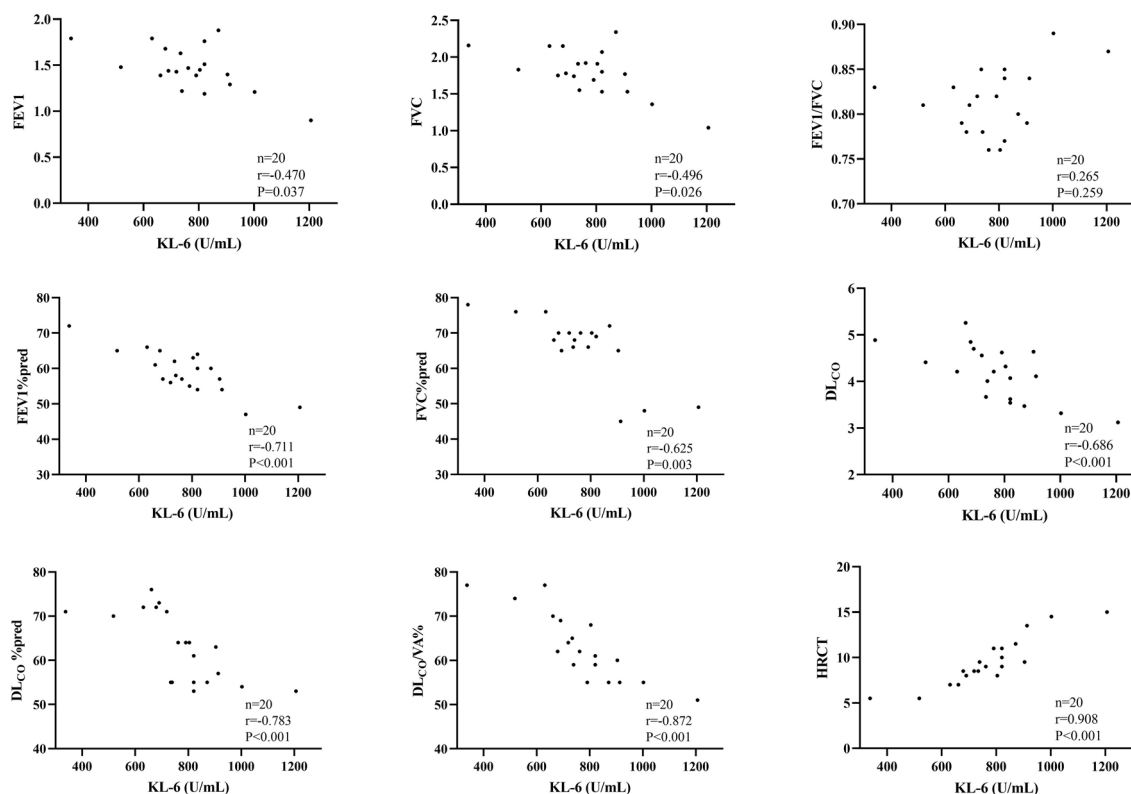 FEV1
2.0
1.5
1.0
0.5
0.0
n=20
r=-0.470
P=0.037
400 600 800 1000 1200
KL-6 (U/mL)
FVC
2.5
2.0
1.5
1.0
0.5
0.0
n=20
r=-0.496
P=0.026
400 600 800 1000 1200
KL-6 (U/mL)
FEV1/FVC
0.90
0.85
0.80
0.75
0.70
n=20
r=0.265
P=0.259
400 600 800 1000 1200
KL-6 (U/mL)
FEV1%pred
80
70
60
50
40
30
n=20
r=-0.711
P<0.001
400 600 800 1000 1200
KL-6 (U/mL)
FVC%pred
80
70
60
50
40
30
n=20
r=-0.625
P=0.003
400 600 800 1000 1200
KL-6 (U/mL)
DLCO
6
5
4
3
2
n=20
r=-0.686
P<0.001
400 600 800 1000 1200
KL-6 (U/mL)
DLCO %pred
80
70
60
50
40
n=20
r=-0.783
P<0.001
400 600 800 1000 1200
KL-6 (U/mL)
DLCO/VA%
80
70
60
50
40
n=20
r=-0.872
P<0.001
400 600 800 1000 1200
KL-6 (U/mL)
HRCT
20
15
10
5
0
n=20
r=0.908
P<0.001
400 600 800 1000 1200
KL-6 (U/mL)